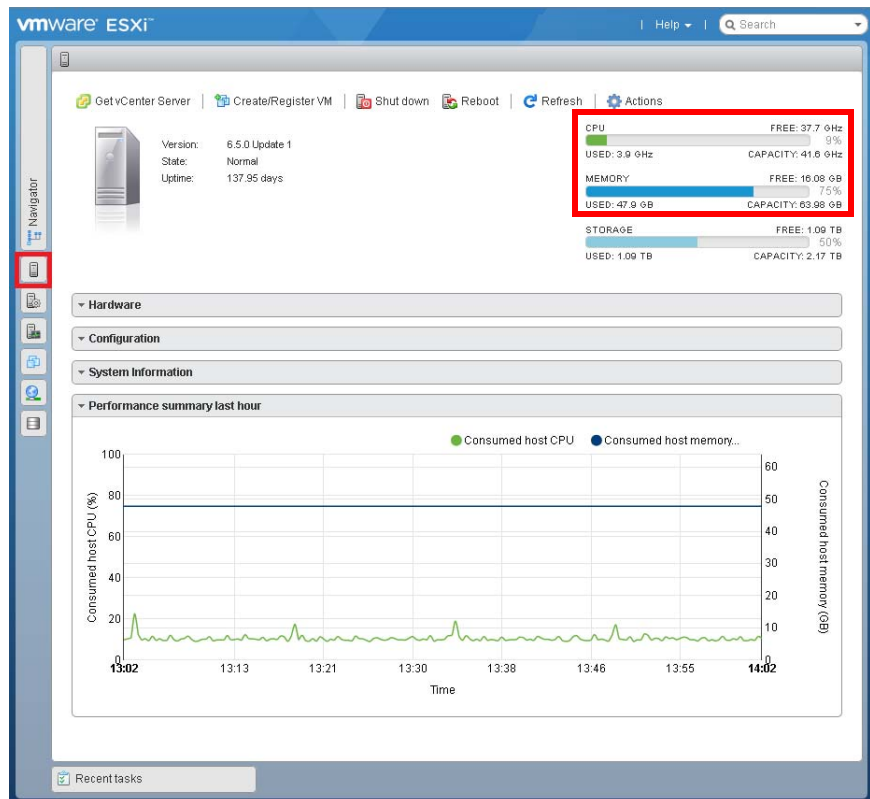 vmware ESXi™
Help
Search
Navigator
Get vCenter Server
Create/Register VM
Shut down
Reboot
Refresh
Actions
Version: 6.5.0 Update 1
State: Normal
Uptime: 137.95 days
CPU FREE: 37.7 GHz
9%
USED: 3.9 GHz CAPACITY: 41.6 GHz
MEMORY FREE: 16.08 GB
75%
USED: 47.9 GB CAPACITY: 63.98 GB
STORAGE FREE: 1.09 TB
50%
USED: 1.09 TB CAPACITY: 2.17 TB
Hardware
Configuration
System Information
Performance summary last hour
Consumed host CPU
Consumed host memory...
Consumed host CPU (%)
100
80
60
40
20
0
60
50
40
30
20
10
0
Consumed host memory (GB)
13:02 13:13 13:21 13:30 13:38 13:46 13:55 14:02
Time
Recent tasks